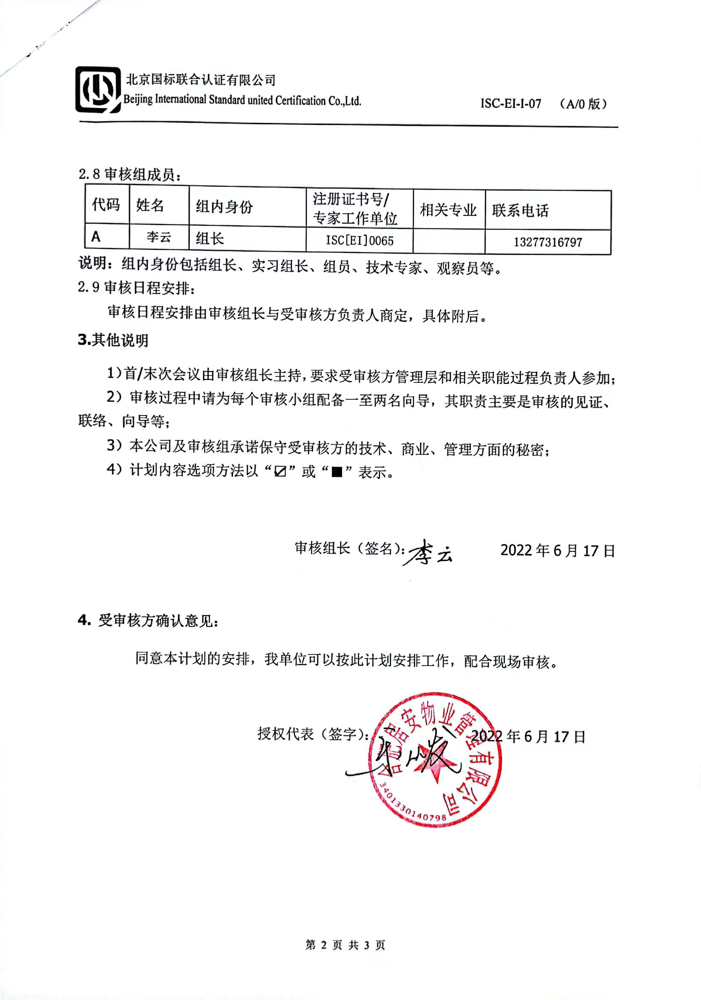 北京国标联合认证有限公司
Beijing International Standard united Certification Co.,Ltd.
ISC-EI-I-07 （A/0 版）
2.8 审核组成员：
代码 姓名 组内身份 注册证书号/专家工作单位 相关专业 联系电话
A 李云 组长 ISC[EI]0065 13277316797
说明：组内身份包括组长、实习组长、组员、技术专家、观察员等。
2.9 审核日程安排：
审核日程安排由审核组长与受审核方负责人商定，具体附后。
3.其他说明
1)首/末次会议由审核组长主持,要求受审核方管理层和相关职能过程负责人参加；
2）审核过程中请为每个审核小组配备一至两名向导，其职责主要是审核的见证、
联络、向导等；
3）本公司及审核组承诺保守受审核方的技术、商业、管理方面的秘密；
4）计划内容选项方法以“☑”或“■”表示。
审核组长（签名）：李云 2022 年 6 月 17 日
4. 受审核方确认意见：
同意本计划的安排，我单位可以按此计划安排工作，配合现场审核。
授权代表（签字）： 2022 年 6 月 17 日
合肥居安物业管理有限公司
3401330140798
第 2 页 共 3 页